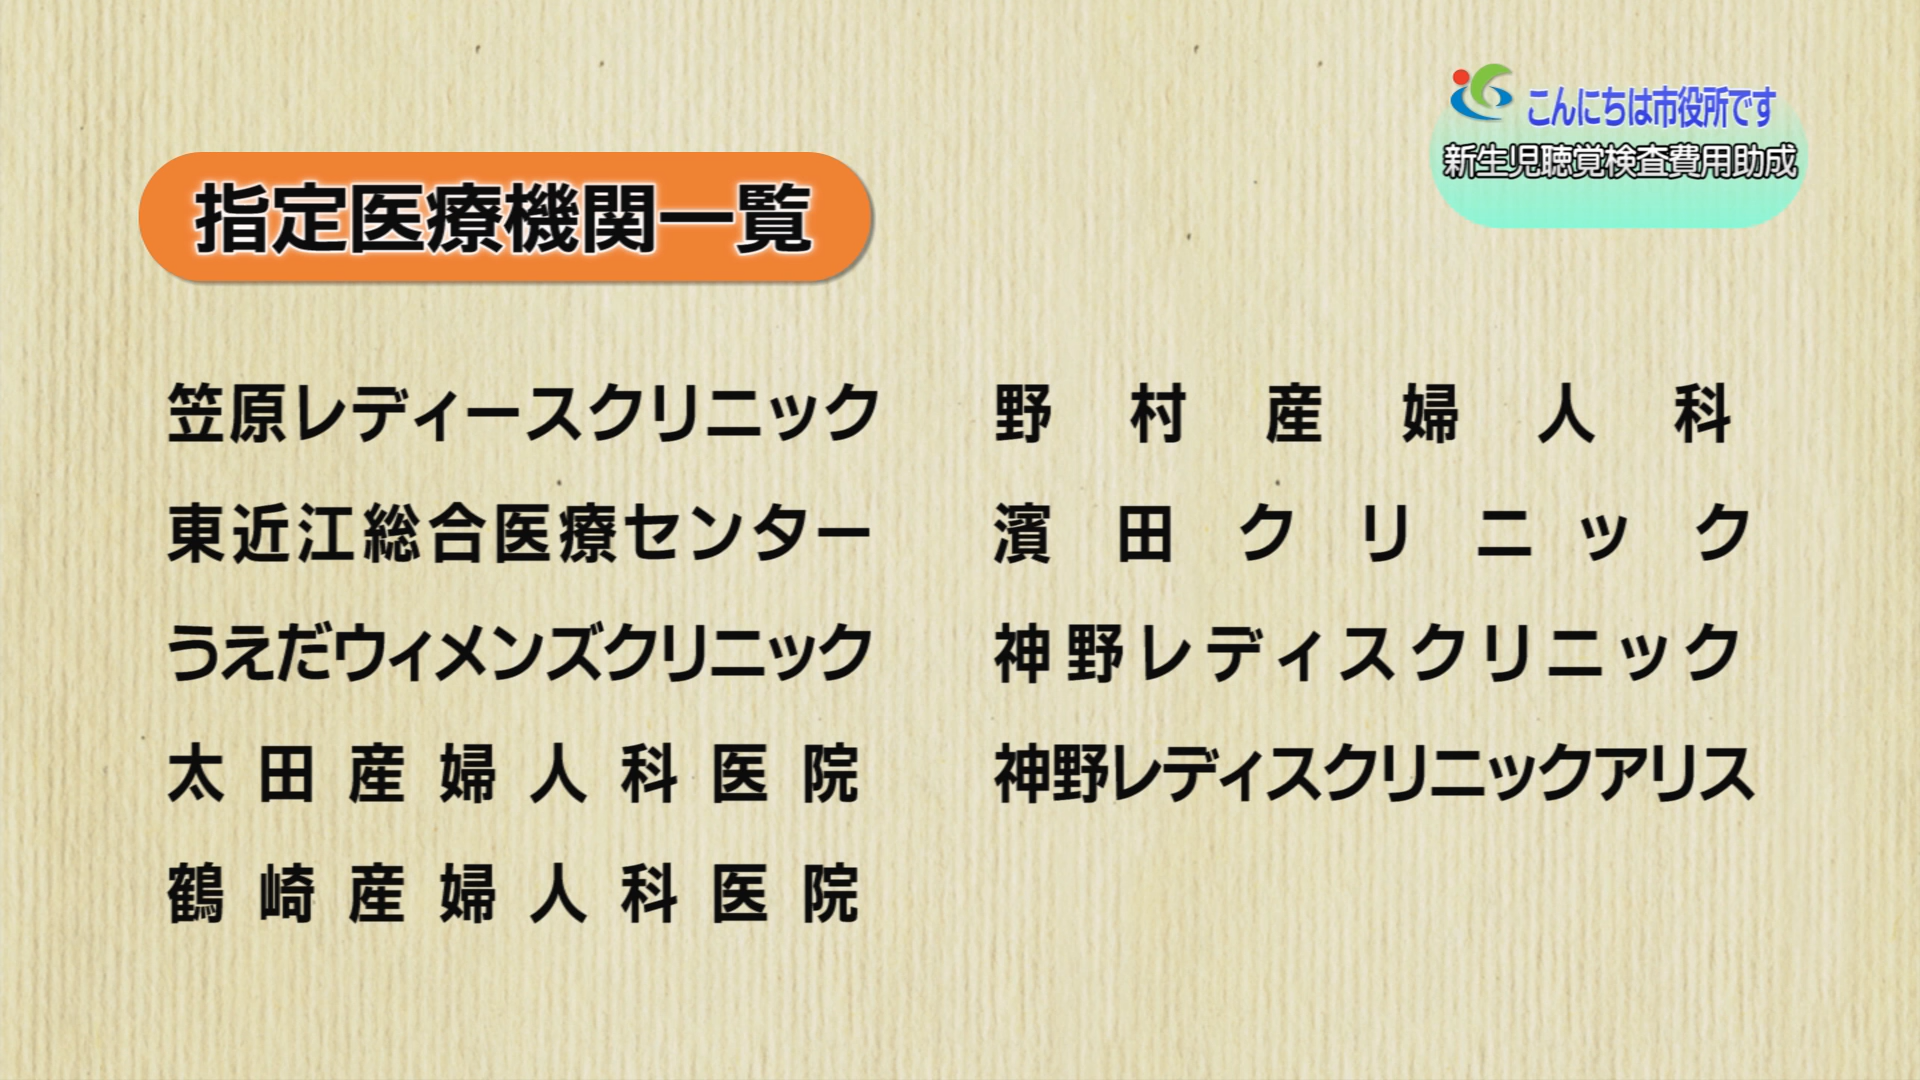 こんにちは市役所です
新生児聴覚検査費用助成
指定医療機関一覧
笠原レディースクリニック
東近江総合医療センター
うえだウィメンズクリニック
太田産婦人科医院
鶴崎産婦人科医院
野村産婦人科
濱田クリニック
神野レディスクリニック
神野レディスクリニックアリス